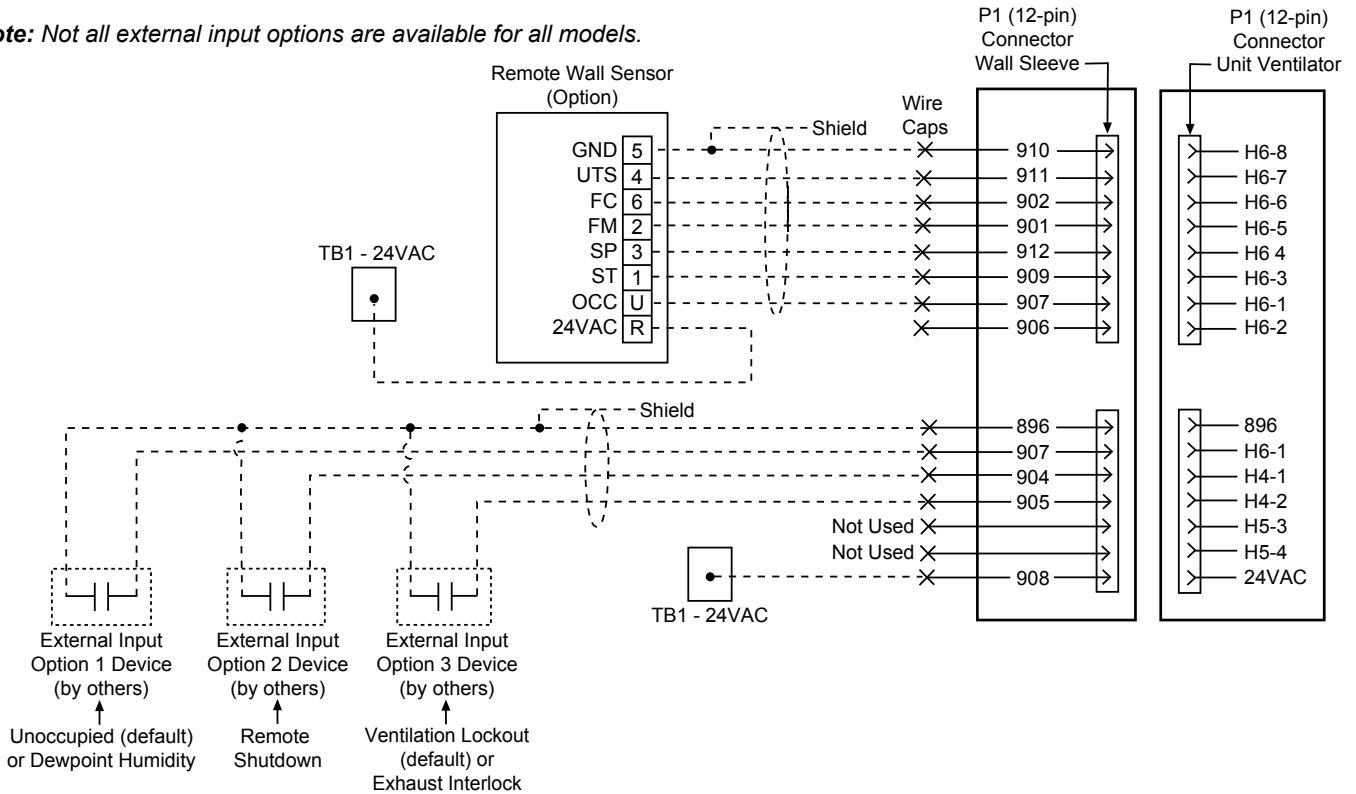 ote: Not all external input options are available for all models.
P1 (12-pin)
Connector
Wall Sleeve
P1 (12-pin)
Connector
Unit Ventilator
Remote Wall Sensor
(Option)
Wire
Caps
Shield
GND 5
UTS 4
FC 6
FM 2
SP 3
ST 1
OCC U
24VAC R
910
911
902
901
912
909
907
906
H6-8
H6-7
H6-6
H6-5
H6 4
H6-3
H6-1
H6-2
TB1 - 24VAC
Shield
896
907
904
905
Not Used
Not Used
908
896
H6-1
H4-1
H4-2
H5-3
H5-4
24VAC
TB1 - 24VAC
External Input
Option 1 Device
(by others)
Unoccupied (default)
or Dewpoint Humidity
External Input
Option 2 Device
(by others)
Remote
Shutdown
External Input
Option 3 Device
(by others)
Ventilation Lockout
(default) or
Exhaust Interlock